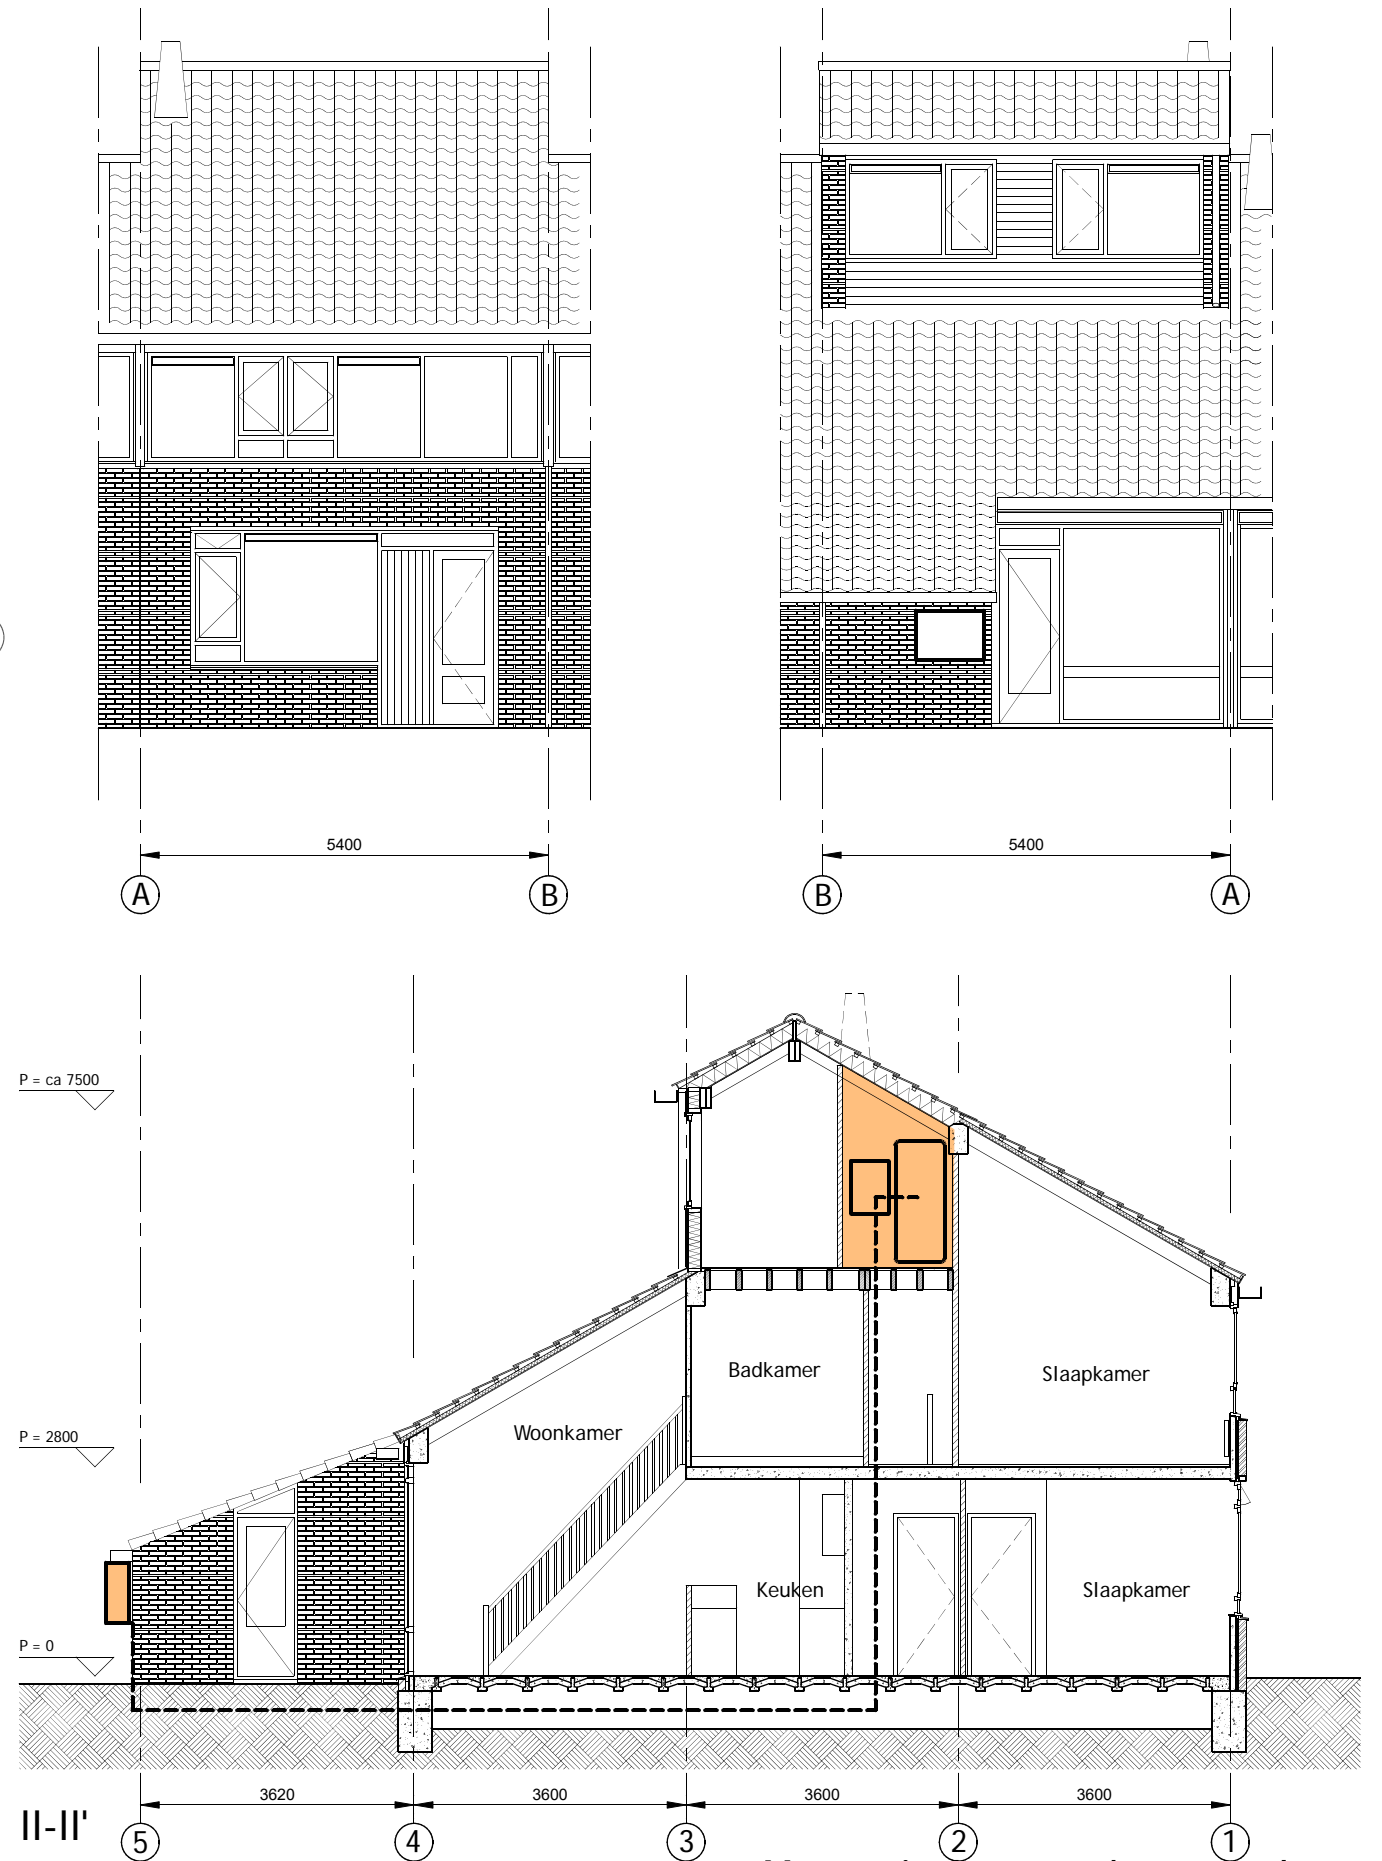 5400
5400
A
B
B
A
P = ca 7500
Badkamer
Slaapkamer
Woonkamer
P = 2800
Keuken
Slaapkamer
P = 0
3620
3600
3600
3600
II-II'
5
4
3
2
1